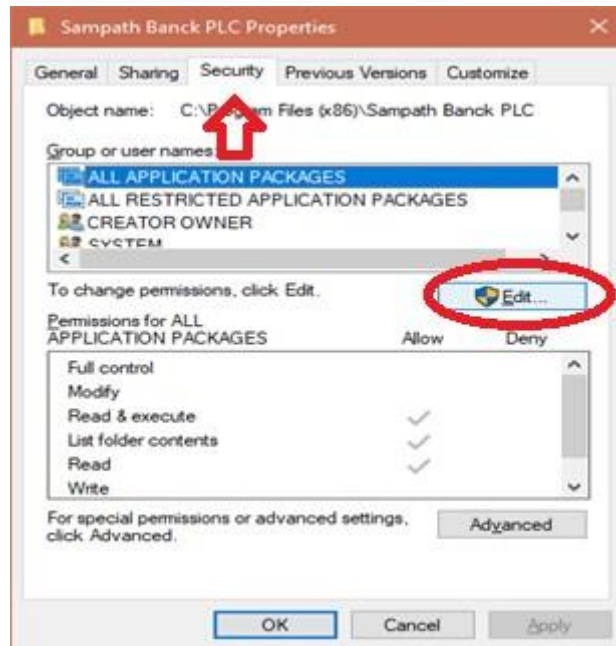 Sampath Banck PLC Properties
General Sharing Security Previous Versions Customize
Object name: C:\Program Files (x86)\Sampath Banck PLC
Group or user names:
ALL APPLICATION PACKAGES
ALL RESTRICTED APPLICATION PACKAGES
CREATOR OWNER
SYSTEM
To change permissions, click Edit.
Edit...
Permissions for ALL
APPLICATION PACKAGES Allow Deny
Full control
Modify
Read & execute
List folder contents
Read
Write
For special permissions or advanced settings,
click Advanced.
Advanced
OK Cancel Apply